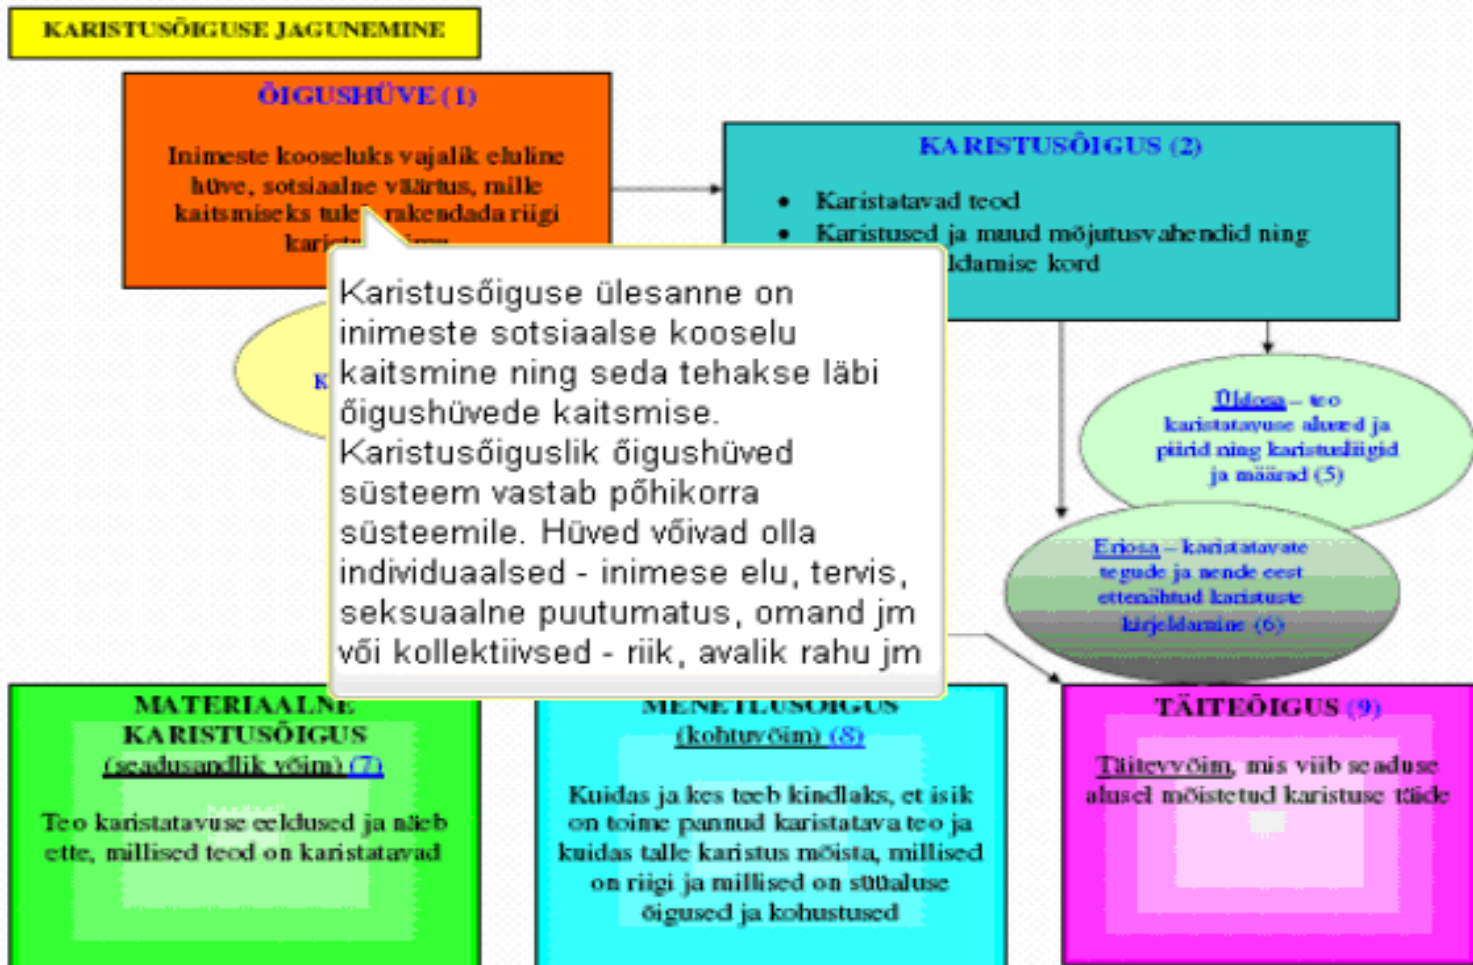 KARISTUSÕIGUSE JAGUNEMINE
ÕIGUSHÜVE (1)
Inimeste kooseluks vajalik eluline
hüve, sotsiaalne väärtus, mille
kaitsmiseks rakendada riigi
KARISTUSÕIGUS (2)
• Karistatavad teod
• Karistused ja muud mõjutusvahendid ning
kord
Karistusõiguse ülesanne on
inimeste sotsiaalse kooselu
kaitsmine ning seda tehakse läbi
õigushüvede kaitsmise.
Karistusõiguslik õigushüved
süsteem vastab põhikorra
süsteemile. Hüved võivad olla
individuaalsed - inimese elu, tervis,
seksuaalne puutumatus, omand jm
või kollektiivsed - riik, avalik rahu jm
K
Üldosa – teo
karistatavuse alused ja
piirid ning karistusliigid
ja määrad (5)
Eriosa – karistatavate
tegude ja nende eest
ettenähtud karistuste
kirjeldamine (6)
MATERIAALNE
KARISTUSÕIGUS
(seadusandlik võim) (7)
Teo karistatavuse eeldused ja näeb
ette, millised teod on karistatavad
MENETLUSÕIGUS
(kohtuvõim) (8)
Kuidas ja kes teeb kindlaks, et isik
on toime pannud karistatava teo ja
kuidas talle karistus mõista, millised
on riigi ja millised on süüaluse
õigused ja kohustused
TÄITEÕIGUS (9)
Täitevvõim, mis viib seaduse
alusel mõistetud karistuse täide